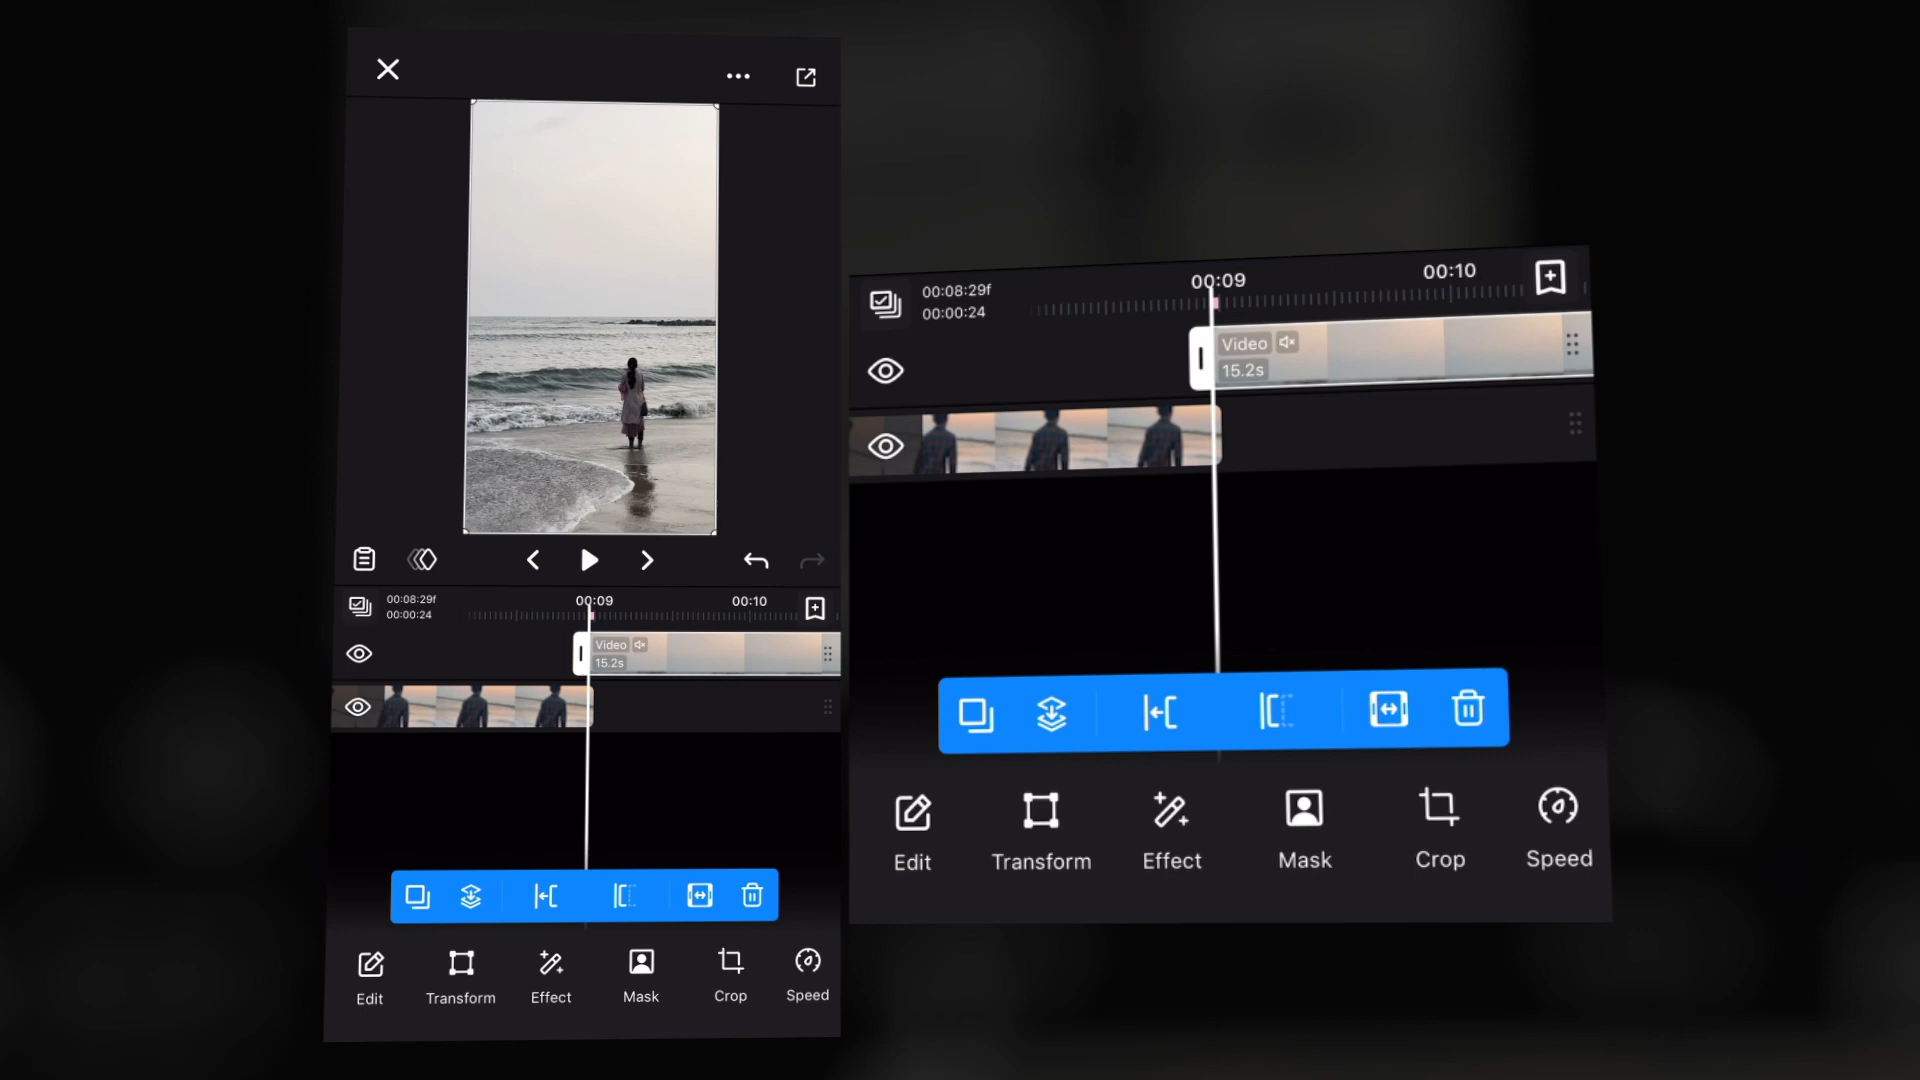 00:08:29f
00:00:24
00:09
00:10
Video
15.2s
Edit
Transform
Effect
Mask
Crop
Speed
00:08:29f
00:00:24
00:09
00:10
Video
15.2s
Edit
Transform
Effect
Mask
Crop
Speed